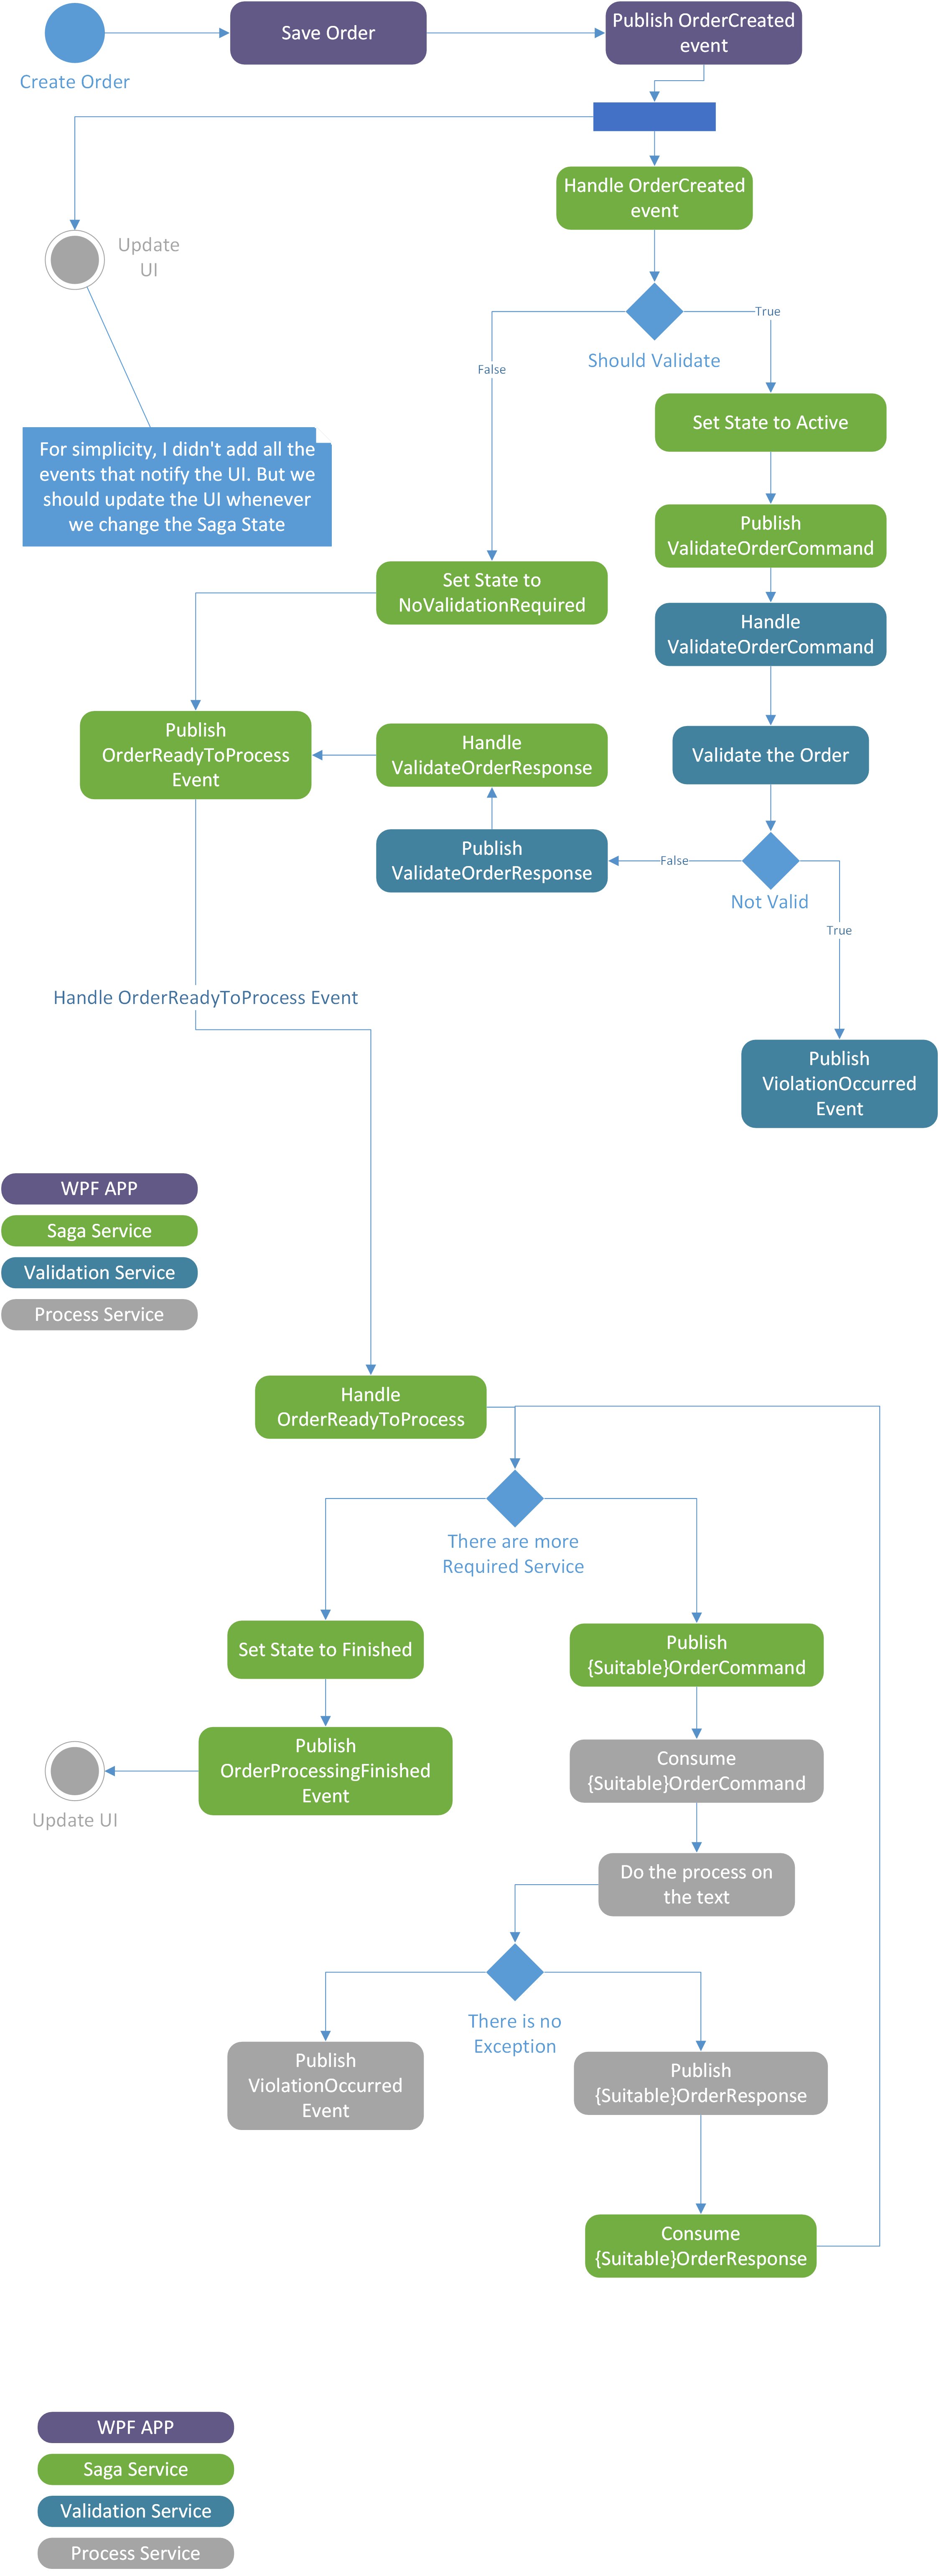 Save Order
Publish OrderCreated
event
Create Order
Handle OrderCreated
event
Update
UI
True
Should Validate
False
Set State to Active
For simplicity, I didn't add all the
events that notify the UI. But we
should update the UI whenever
we change the Saga State
Publish
ValidateOrderCommand
Set State to
NoValidationRequired
Handle
ValidateOrderCommand
Publish
OrderReadyToProcess
Event
Handle
ValidateOrderResponse
Validate the Order
Publish
ValidateOrderResponse
False
Not Valid
True
Handle OrderReadyToProcess Event
Publish
ViolationOccurred
Event
WPF APP
Saga Service
Validation Service
Process Service
Handle
OrderReadyToProcess
There are more
Required Service
Set State to Finished
Publish
{Suitable}OrderCommand
Publish
OrderProcessingFinished
Event
Consume
{Suitable}OrderCommand
Update UI
Do the process on
the text
There is no
Exception
Publish
ViolationOccurred
Event
Publish
{Suitable}OrderResponse
Consume
{Suitable}OrderResponse
WPF APP
Saga Service
Validation Service
Process Service